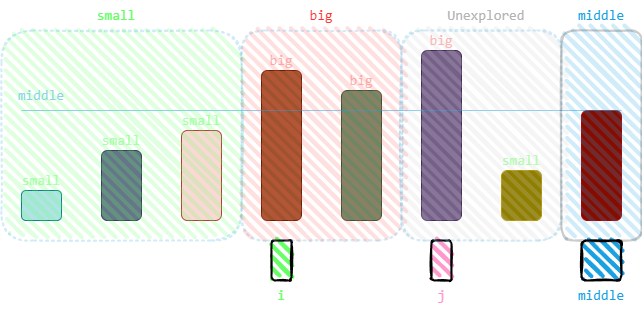 small big Unexplored middle
big
big
big
middle
small
small
small
small
i j middle